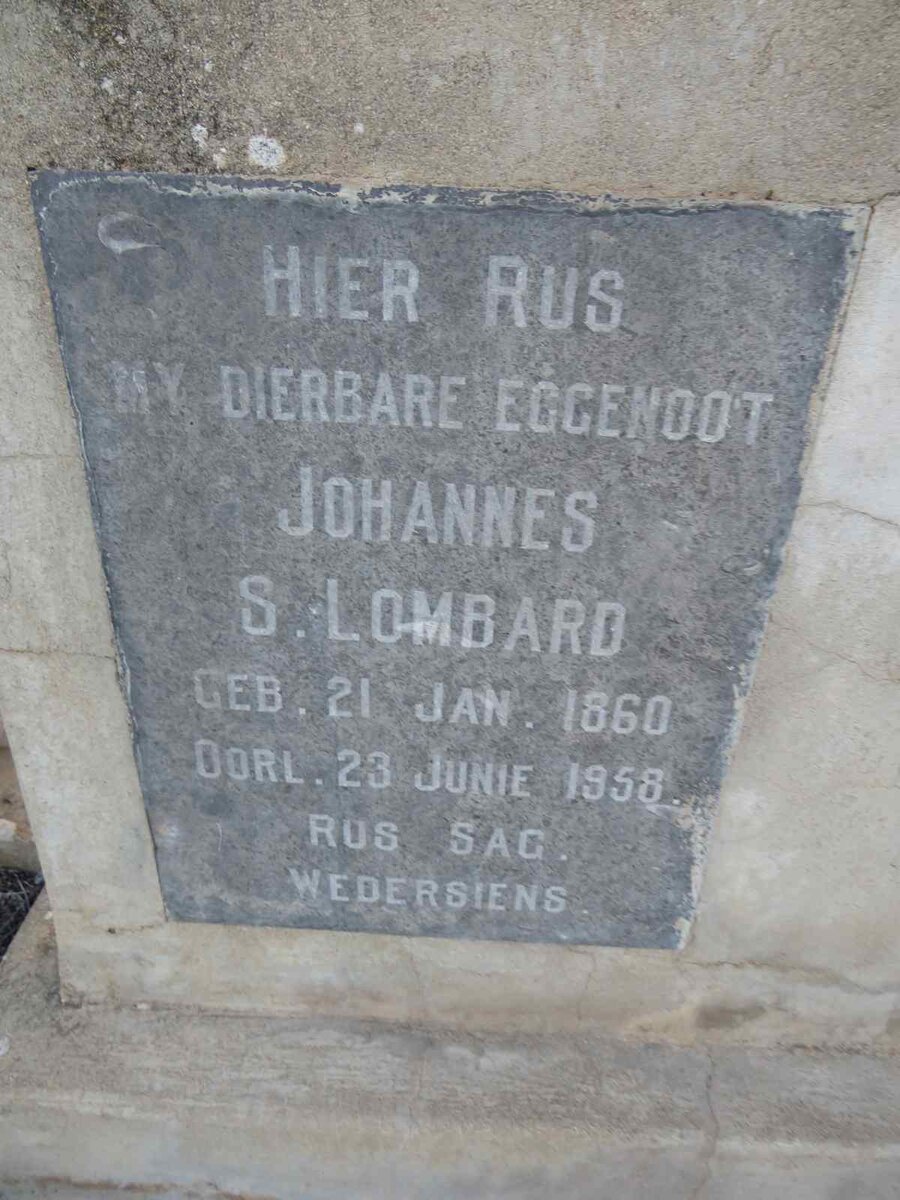 HIER RUS
MY DIERBARE EGGENOOT
JOHANNES
S. LOMBARD
GEB. 21 JAN. 1860
OORL. 23 JUNIE 1958.
RUS SAG.
WEDERSIENS.